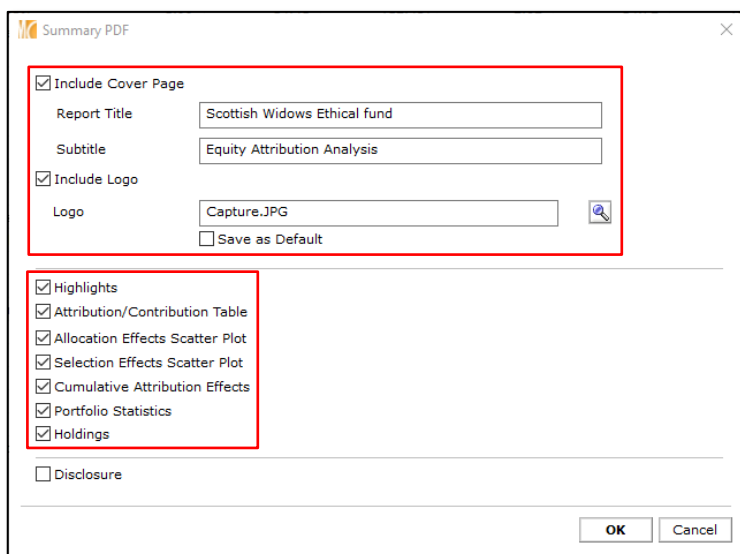 Summary PDF
Include Cover Page
Report Title Scottish Widows Ethical fund
Subtitle Equity Attribution Analysis
Include Logo
Logo Capture.JPG
Save as Default
Highlights
Attribution/Contribution Table
Allocation Effects Scatter Plot
Selection Effects Scatter Plot
Cumulative Attribution Effects
Portfolio Statistics
Holdings
Disclosure
OK Cancel